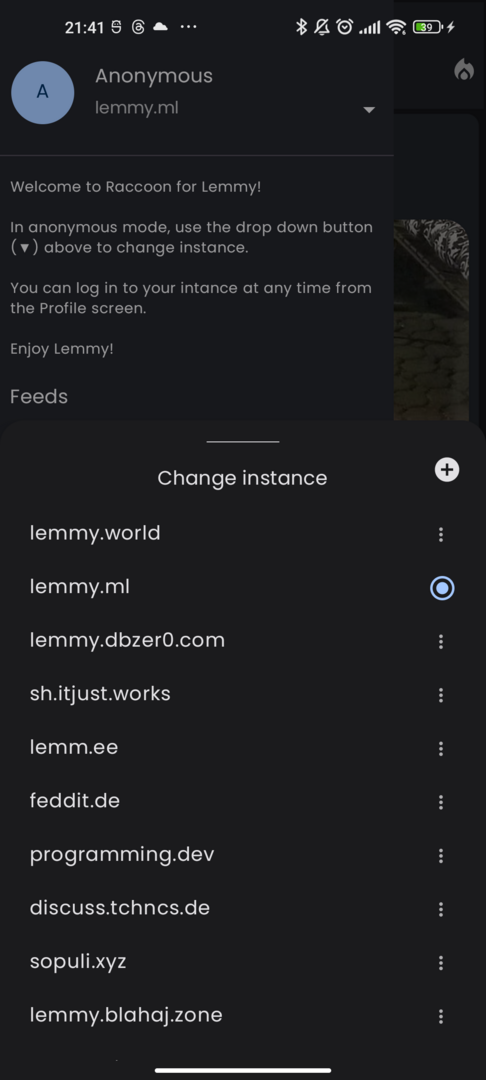 21:41
39
A
Anonymous
lemmy.ml
Welcome to Raccoon for Lemmy!
In anonymous mode, use the drop down button
(▼) above to change instance.
You can log in to your intance at any time from
the Profile screen.
Enjoy Lemmy!
Feeds
Change instance
lemmy.world
lemmy.ml
lemmy.dbzer0.com
sh.itjust.works
lemm.ee
feddit.de
programming.dev
discuss.tchncs.de
sopuli.xyz
lemmy.blahaj.zone